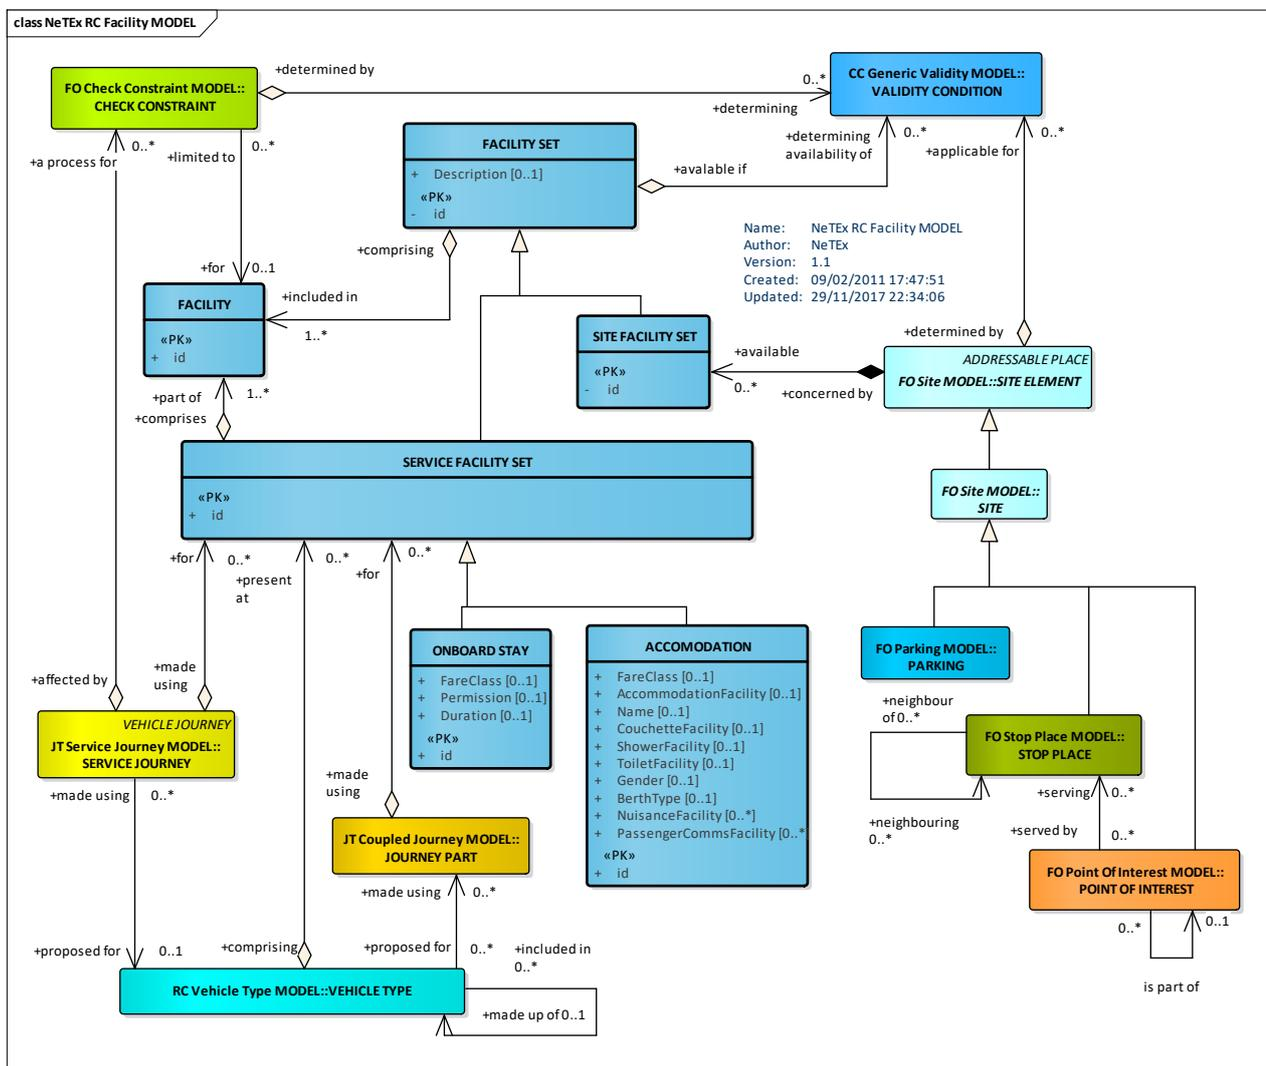 class NeTEx RC Facility MODEL
FO Check Constraint MODEL::
CHECK CONSTRAINT
+determined by
0..*
+determining
CC Generic Validity MODEL::
VALIDITY CONDITION
+a process for
0..*
+limited to
0..*
FACILITY SET
+ Description [0..1]
«PK»
- id
+avalable if
+determining
availability of
0..*
+applicable for
0..*
+comprising
Name: NeTEx RC Facility MODEL
Author: NeTEx
Version: 1.1
Created: 09/02/2011 17:47:51
Updated: 29/11/2017 22:34:06
+for
0..1
+included in
1..*
FACILITY
«PK»
+ id
SITE FACILITY SET
«PK»
- id
+available
0..*
+concerned by
+determined by
ADDRESSABLE PLACE
FO Site MODEL::SITE ELEMENT
+part of
1..*
+comprises
SERVICE FACILITY SET
«PK»
+ id
FO Site MODEL::
SITE
+for
0..*
+present
at
0..*
+for
0..*
ONBOARD STAY
+ FareClass [0..1]
+ Permission [0..1]
+ Duration [0..1]
«PK»
+ id
ACCOMODATION
+ FareClass [0..1]
+ AccommodationFacility [0..1]
+ Name [0..1]
+ CouchetteFacility [0..1]
+ ShowerFacility [0..1]
+ ToiletFacility [0..1]
+ Gender [0..1]
+ BerthType [0..1]
+ NuisanceFacility [0..*]
+ PassengerCommsFacility [0..*
«PK»
+ id
FO Parking MODEL::
PARKING
+affected by
+made
using
VEHICLE JOURNEY
JT Service Journey MODEL::
SERVICE JOURNEY
+neighbour
of 0..*
FO Stop Place MODEL::
STOP PLACE
+made using
0..*
+made
using
+serving
0..*
+neighbouring
0..*
+served by
0..*
JT Coupled Journey MODEL::
JOURNEY PART
+made using
0..*
FO Point Of Interest MODEL::
POINT OF INTEREST
0..*
0..1
is part of
+proposed for
0..1
+comprising
+proposed for
0..*
+included in
0..*
RC Vehicle Type MODEL::VEHICLE TYPE
+made up of 0..1